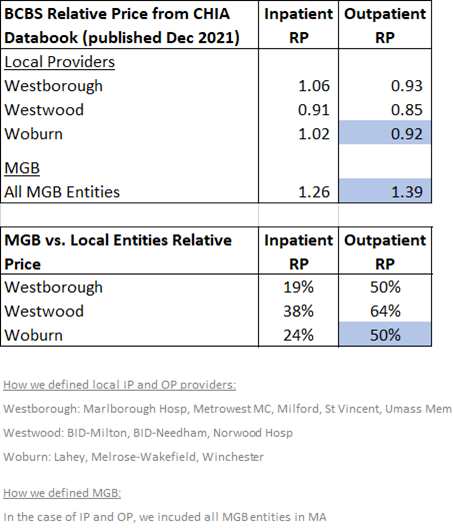 BCBS Relative Price from CHIA Inpatient Outpatient
Databook (published Dec 2021) RP RP
Local Providers
Westborough 1.06 0.93
Westwood 0.91 0.85
Woburn 1.02 0.92
MGB
All MGB Entities 1.26 1.39
MGB vs. Local Entities Relative Inpatient Outpatient
Price RP RP
Westborough 19% 50%
Westwood 38% 64%
Woburn 24% 50%
How we defined local IP and OP providers:
Westborough: Marlborough Hosp, Metrowest MC, Milford, St Vincent, Umass Mem
Westwood: BID-Milton, BID-Needham, Norwood Hosp
Woburn: Lahey, Melrose-Wakefield, Winchester
How we defined MGB:
In the case of IP and OP, we incuded all MGB entities in MA